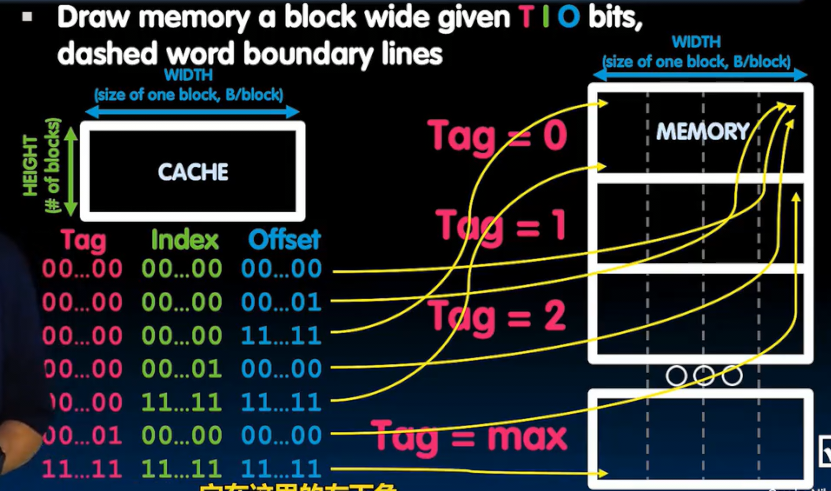 ▪ Draw memory a block wide given T I O bits,
dashed word boundary lines
WIDTH
(size of one block, B/block)
HEIGHT
(# of blocks)
CACHE
Tag Index Offset
00...00 00...00 00...00
00...00 00...00 00...01
00...00 00...00 11...11
00...00 00...01 00...00
00...00 11...11 11...11
00...01 00...00 00...00
11...11 11...11 11...11
WIDTH
(size of one block, B/block)
MEMORY
Tag = 0
Tag = 1
Tag = 2
Tag = max